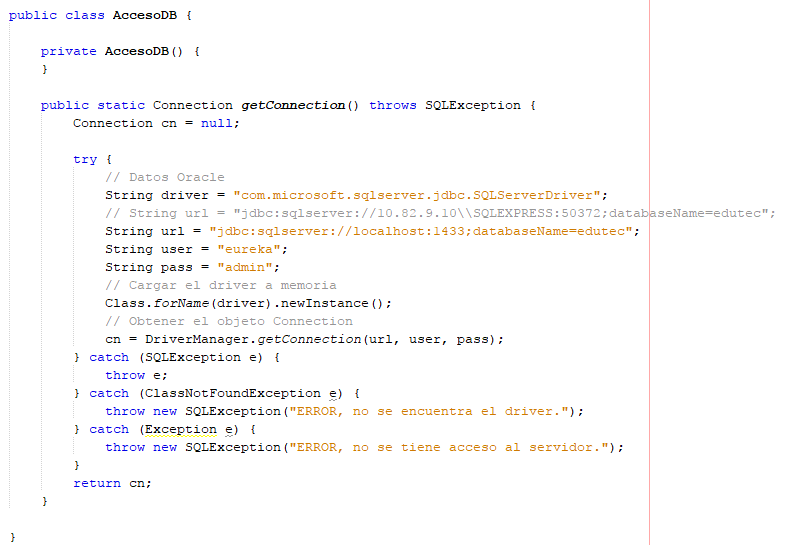 public class AccesoDB {
private AccesoDB() {
}
public static Connection getConnection() throws SQLException {
Connection cn = null;
try {
// Datos Oracle
String driver = "com.microsoft.sqlserver.jdbc.SQLServerDriver";
// String url = "jdbc:sqlserver://10.82.9.10\\SQLEXPRESS:50372;databaseName=edutec";
String url = "jdbc:sqlserver://localhost:1433;databaseName=edutec";
String user = "eureka";
String pass = "admin";
// Cargar el driver a memoria
Class.forName(driver).newInstance();
// Obtener el objeto Connection
cn = DriverManager.getConnection(url, user, pass);
} catch (SQLException e) {
throw e;
} catch (ClassNotFoundException e) {
throw new SQLException("ERROR, no se encuentra el driver.");
} catch (Exception e) {
throw new SQLException("ERROR, no se tiene acceso al servidor.");
}
return cn;
}
}